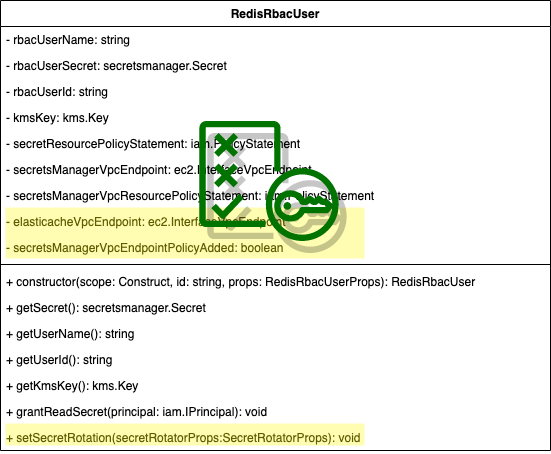 RedisRbacUser
- rbacUserName: string
- rbacUserSecret: secretsmanager.Secret
- rbacUserId: string
- kmsKey: kms.Key
- secretResourcePolicyStatement: iam.PolicyStatement
- secretsManagerVpcEndpoint: ec2.InterfaceVpcEndpoint
- secretsManagerVpcResourcePolicyStatement: iam.PolicyStatement
- elasticacheVpcEndpoint: ec2.InterfaceVpcEndpoint
- secretsManagerVpcEndpointPolicyAdded: boolean
+ constructor(scope: Construct, id: string, props: RedisRbacUserProps): RedisRbacUser
+ getSecret(): secretsmanager.Secret
+ getUserName(): string
+ getUserId(): string
+ getKmsKey(): kms.Key
+ grantReadSecret(principal: iam.IPrincipal): void
+ setSecretRotation(secretRotatorProps:SecretRotatorProps): void